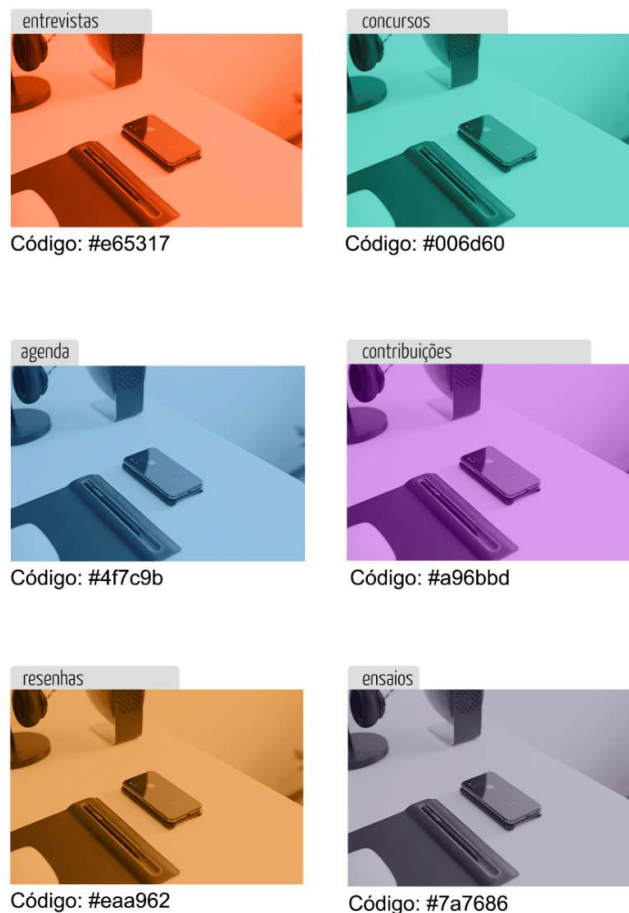 entrevistas
concursos
Código: #e65317
Código: #006d60
agenda
contribuições
Código: #4f7c9b
Código: #a96bbd
resenhas
ensaios
Código: #eaa962
Código: #7a7686